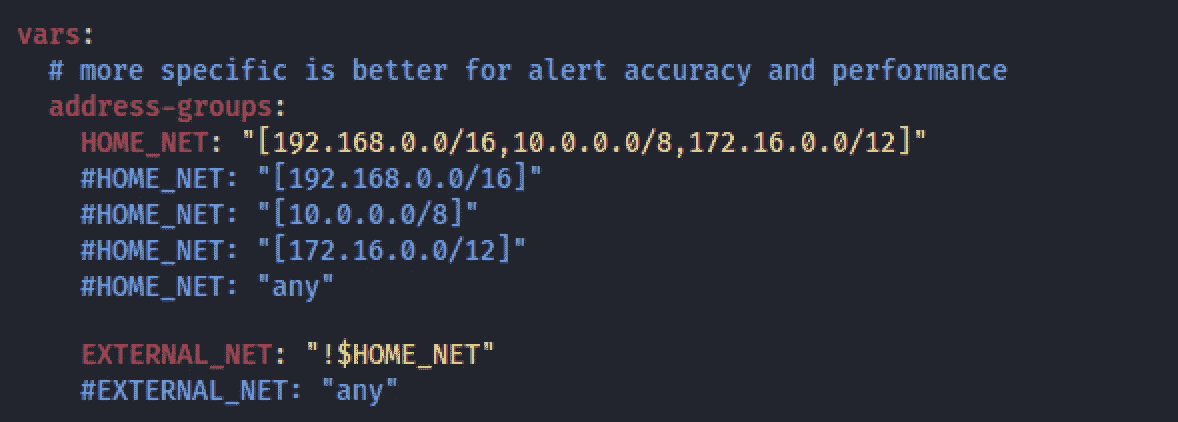 vars:
  # more specific is better for alert accuracy and performance
  address-groups:
    HOME_NET: "[192.168.0.0/16,10.0.0.0/8,172.16.0.0/12]"
    #HOME_NET: "[192.168.0.0/16]"
    #HOME_NET: "[10.0.0.0/8]"
    #HOME_NET: "[172.16.0.0/12]"
    #HOME_NET: "any"

    EXTERNAL_NET: "!$HOME_NET"
    #EXTERNAL_NET: "any"